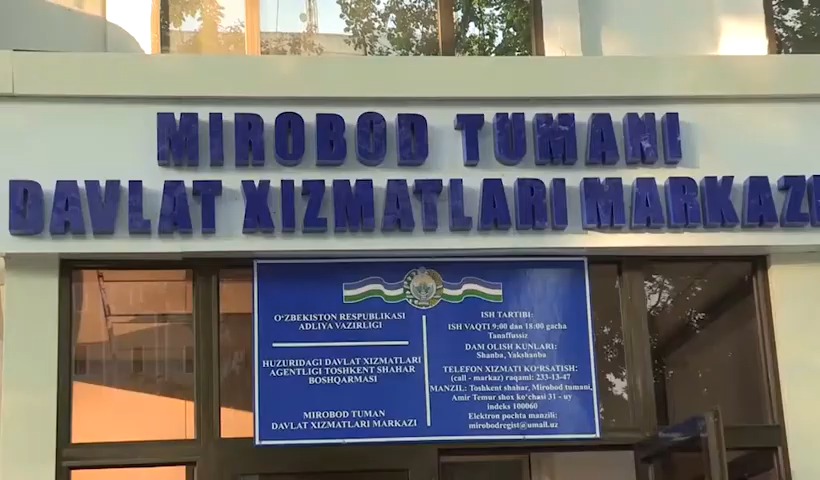 MIROBOD TUMANI
DAVLAT XIZMATLARI MARKAZI
O‘ZBEKISTON RESPUBLIKASI
ADLIYA VAZIRLIGI
HUZURIDAGI DAVLAT XIZMATLARI
AGENTLIGI TOSHKENT SHAHAR
BOSHQARMASI
MIROBOD TUMAN
DAVLAT XIZMATLARI MARKAZI
ISH TARTIBI:
ISH VAQTI 9:00 dan 18:00 gacha
Tanaffussiz
DAM OLISH KUNLARI:
Shanba, Yakshanba
TELEFON XIZMATI KO‘RSATISH:
(call - markaz) raqami: 233-13-47
MANZIL: Toshkent shahar, Mirobod tumani,
Amir Temur shox ko‘chasi 31 - uy
indeks 100060
Elektron pochta manzili:
mirobodregist@umail.uz